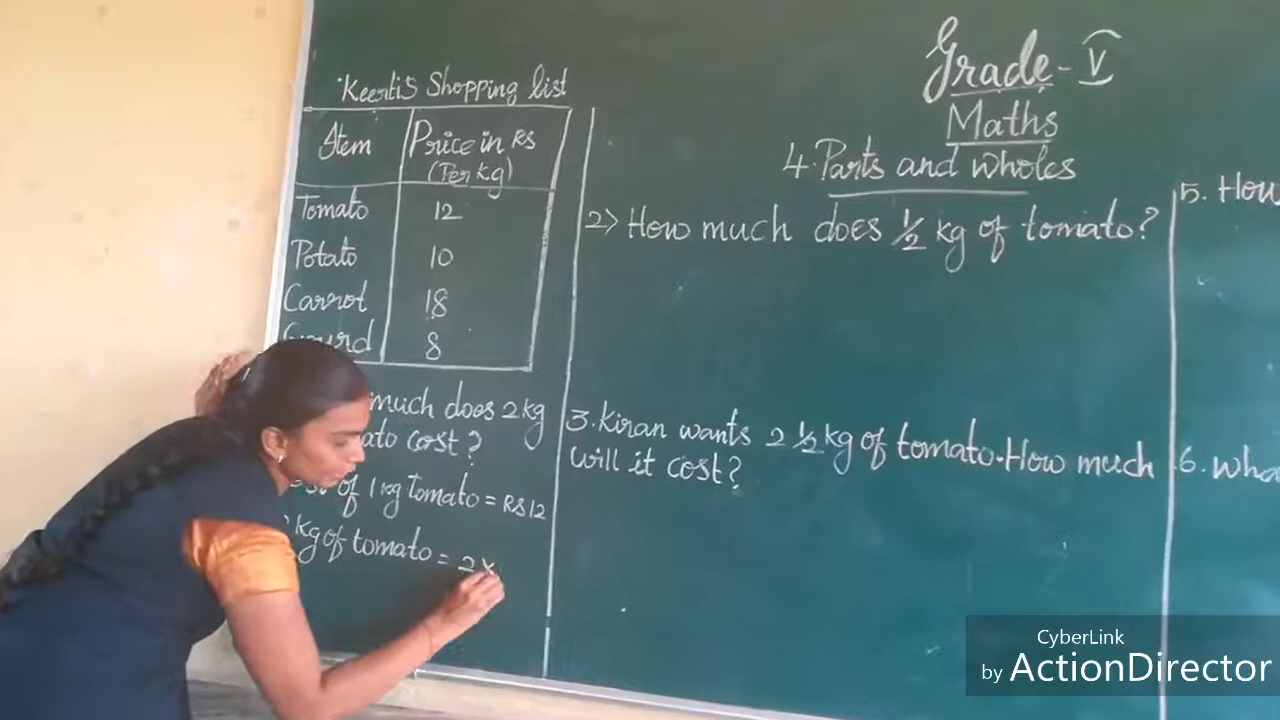 Grade - V
Maths
4. Parts and wholes
Keerti's Shopping list
Item Price in Rs
(Per kg)
Tomato 12
Potato 10
Carrot 18
8
much does 2 kg
cost?
of 1 kg tomato = Rs 12
kg of tomato = 2 x
2> How much does 1/2 kg of tomato?
3. Kiran wants 2 1/2 kg of tomato. How much
will it cost?
5. How
6.
CyberLink
by ActionDirector